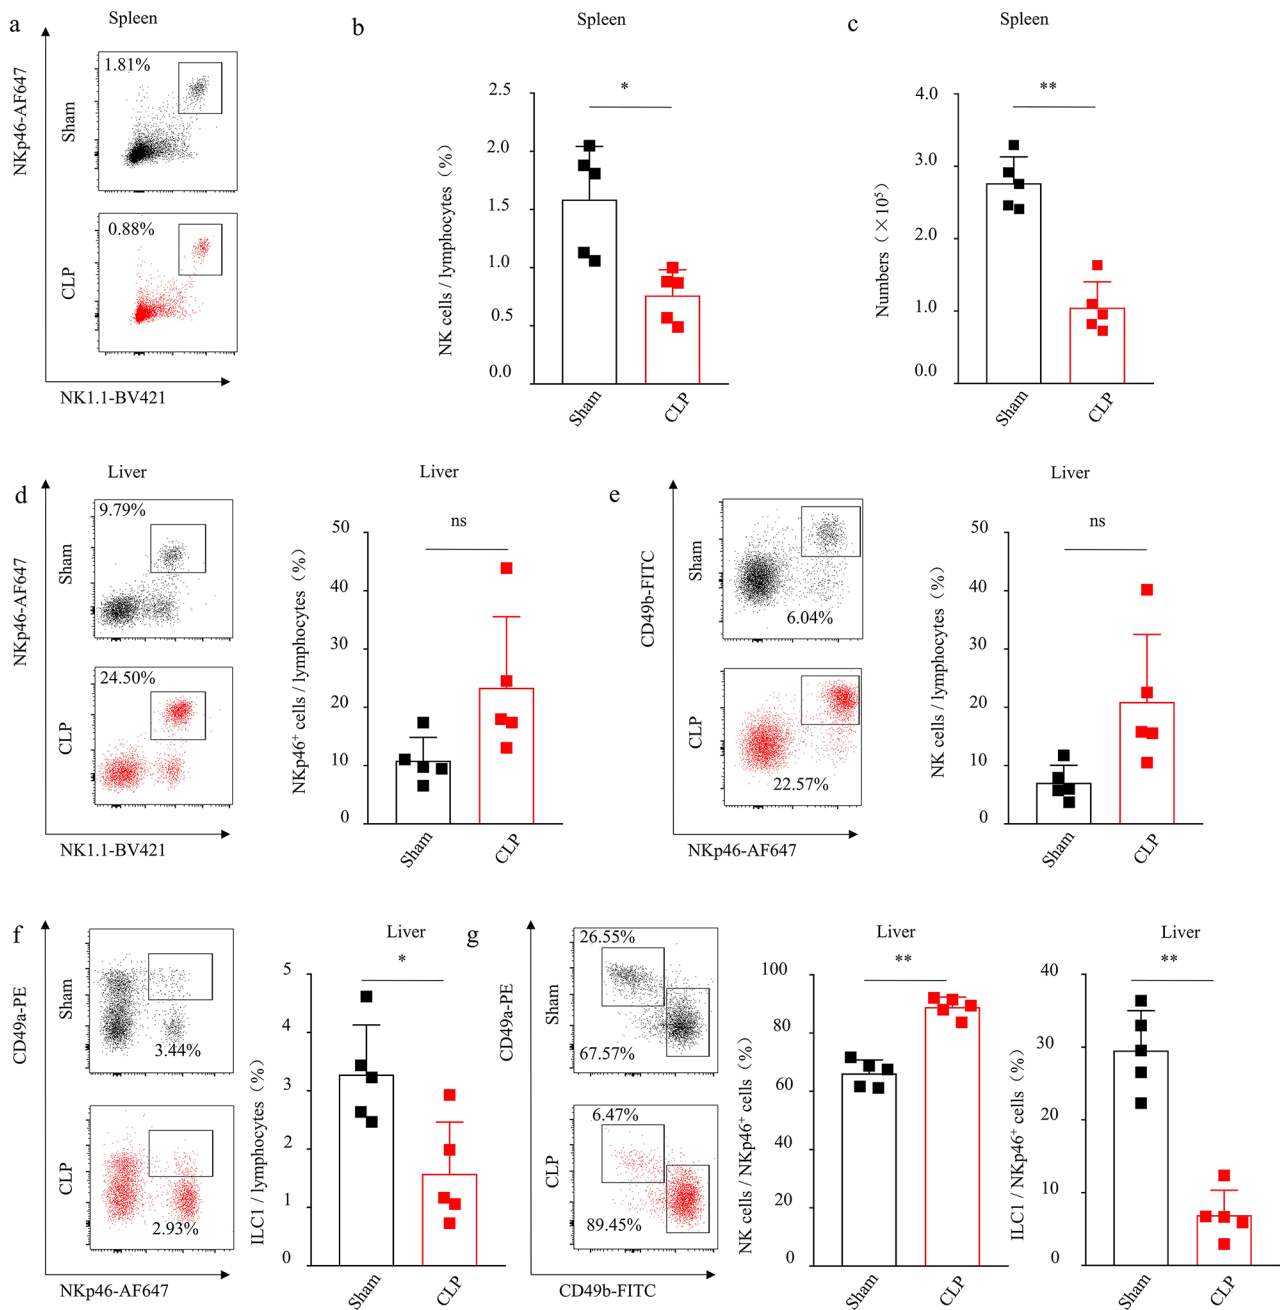 a
Spleen
NKp46-AF647
Sham
1.81%
CLP
0.88%
NK1.1-BV421
b
Spleen
NK cells / lymphocytes（%）
2.5
2.0
1.5
1.0
0.5
0.0
*
Sham
CLP
c
Spleen
Numbers（×10⁵）
4.0
3.0
2.0
1.0
0.0
**
Sham
CLP
d
Liver
NKp46-AF647
Sham
9.79%
CLP
24.50%
NK1.1-BV421
Liver
NKp46⁺ cells / lymphocytes（%）
50
40
30
20
10
0
ns
Sham
CLP
e
CD49b-FITC
Sham
6.04%
CLP
22.57%
NKp46-AF647
Liver
NK cells / lymphocytes（%）
50
40
30
20
10
0
ns
Sham
CLP
f
CD49a-PE
Sham
3.44%
CLP
2.93%
NKp46-AF647
Liver
ILC1 / lymphocytes（%）
5
4
3
2
1
0
*
Sham
CLP
g
CD49a-PE
Sham
26.55%
67.57%
CLP
6.47%
89.45%
CD49b-FITC
Liver
NK cells / NKp46⁺ cells（%）
100
80
60
40
20
0
**
Sham
CLP
Liver
ILC1 / NKp46⁺ cells（%）
40
30
20
10
0
**
Sham
CLP